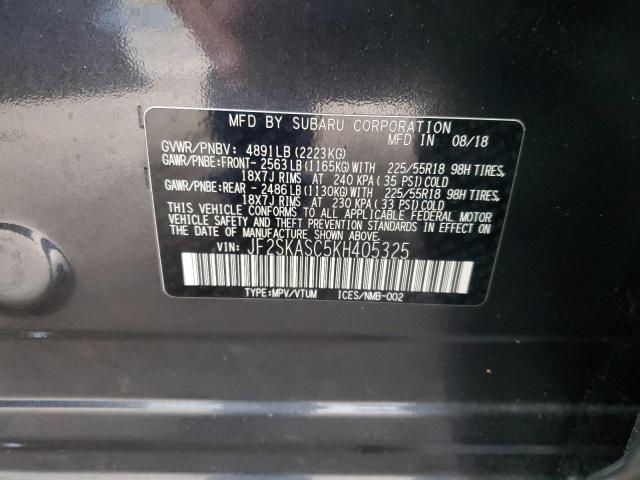 MFD BY SUBARU CORPORATION
MFD IN 08/18
GVWR/PNBV: 4891LB(2223KG)
GAWR/PNBE:FRONT- 2563LB(1165KG)WITH 225/55R18 98H TIRES,
18X7J RIMS AT 240 KPA(35 PSI)COLD
GAWR/PNBE:REAR - 2486LB(1130KG)WITH 225/55R18 98H TIRES,
18X7J RIMS AT 230 KPA(33 PSI)COLD
THIS VEHICLE CONFORMS TO ALL APPLICABLE FEDERAL MOTOR
VEHICLE SAFETY AND THEFT PREVENTION STANDARDS IN EFFECT ON
THE DATE OF MANUFACTURE SHOWN ABOVE.
VIN: JF2SKASC5KH405325
TYPE:MPV/VTUM ICES/NMB-002